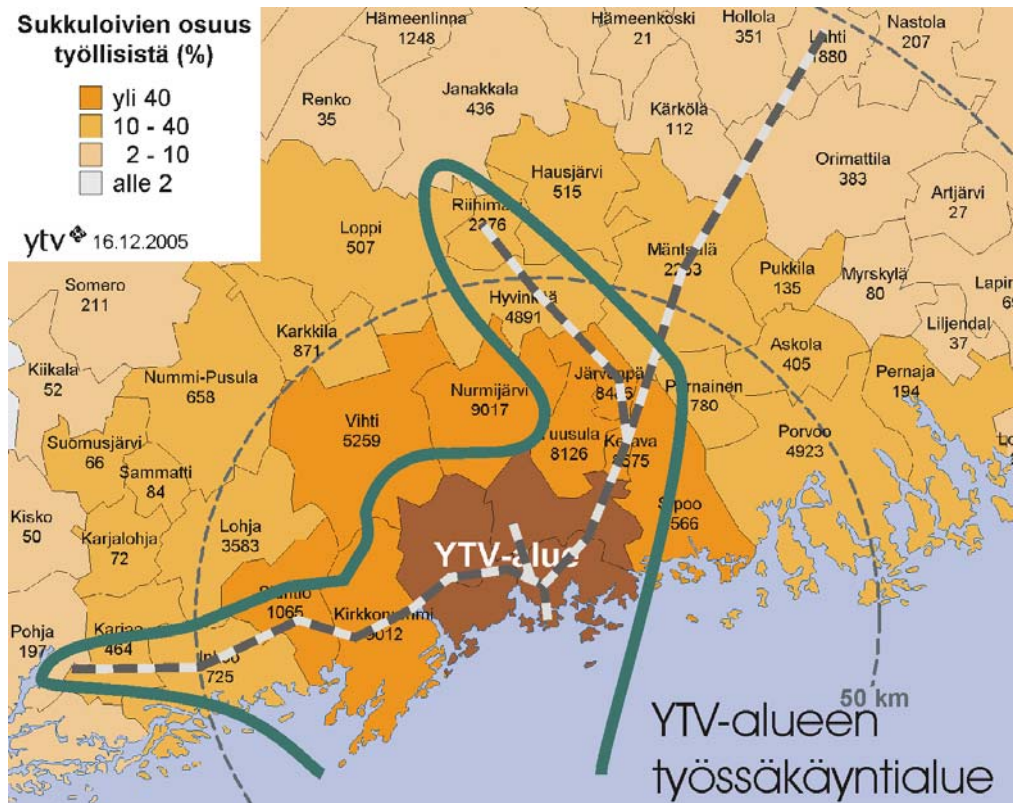 Sukkuloivien osuus
työllisistä (%)
yli 40
10 - 40
2 - 10
alle 2
ytv 16.12.2005
Hämeenlinna
1248
Hämeenkoski
21
Hollola
351
Lahti
1880
Nastola
207
Renko
35
Janakkala
436
Kärkölä
112
Orimattila
383
Artjärvi
27
Hausjärvi
515
Riihimäki
2376
Loppi
507
Mäntsälä
Pukkila
135
Myrskylä
80
Somero
211
Hyvinkää
4891
Liljendal
37
Karkkila
871
Askola
405
Kiikala
52
Nummi-Pusula
658
Nurmijärvi
9017
Järvenpää
Pornainen
780
Pernaja
194
Vihti
5259
Tuusula
8126
Kerava
Porvoo
4923
Suomusjärvi
66
Sammatti
84
Sipoo
Kisko
50
Karjalohja
72
Lohja
3583
YTV-alue
Siuntio
1065
Kirkkonummi
Pohja
197
Karjaa
464
Inkoo
725
50 km
YTV-alueen
työssäkäyntialue